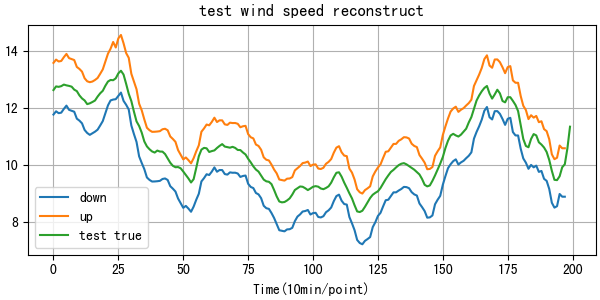 test wind speed reconstruct
14
12
10
8
down
up
test true
0 25 50 75 100 125 150 175 200
Time(10min/point)